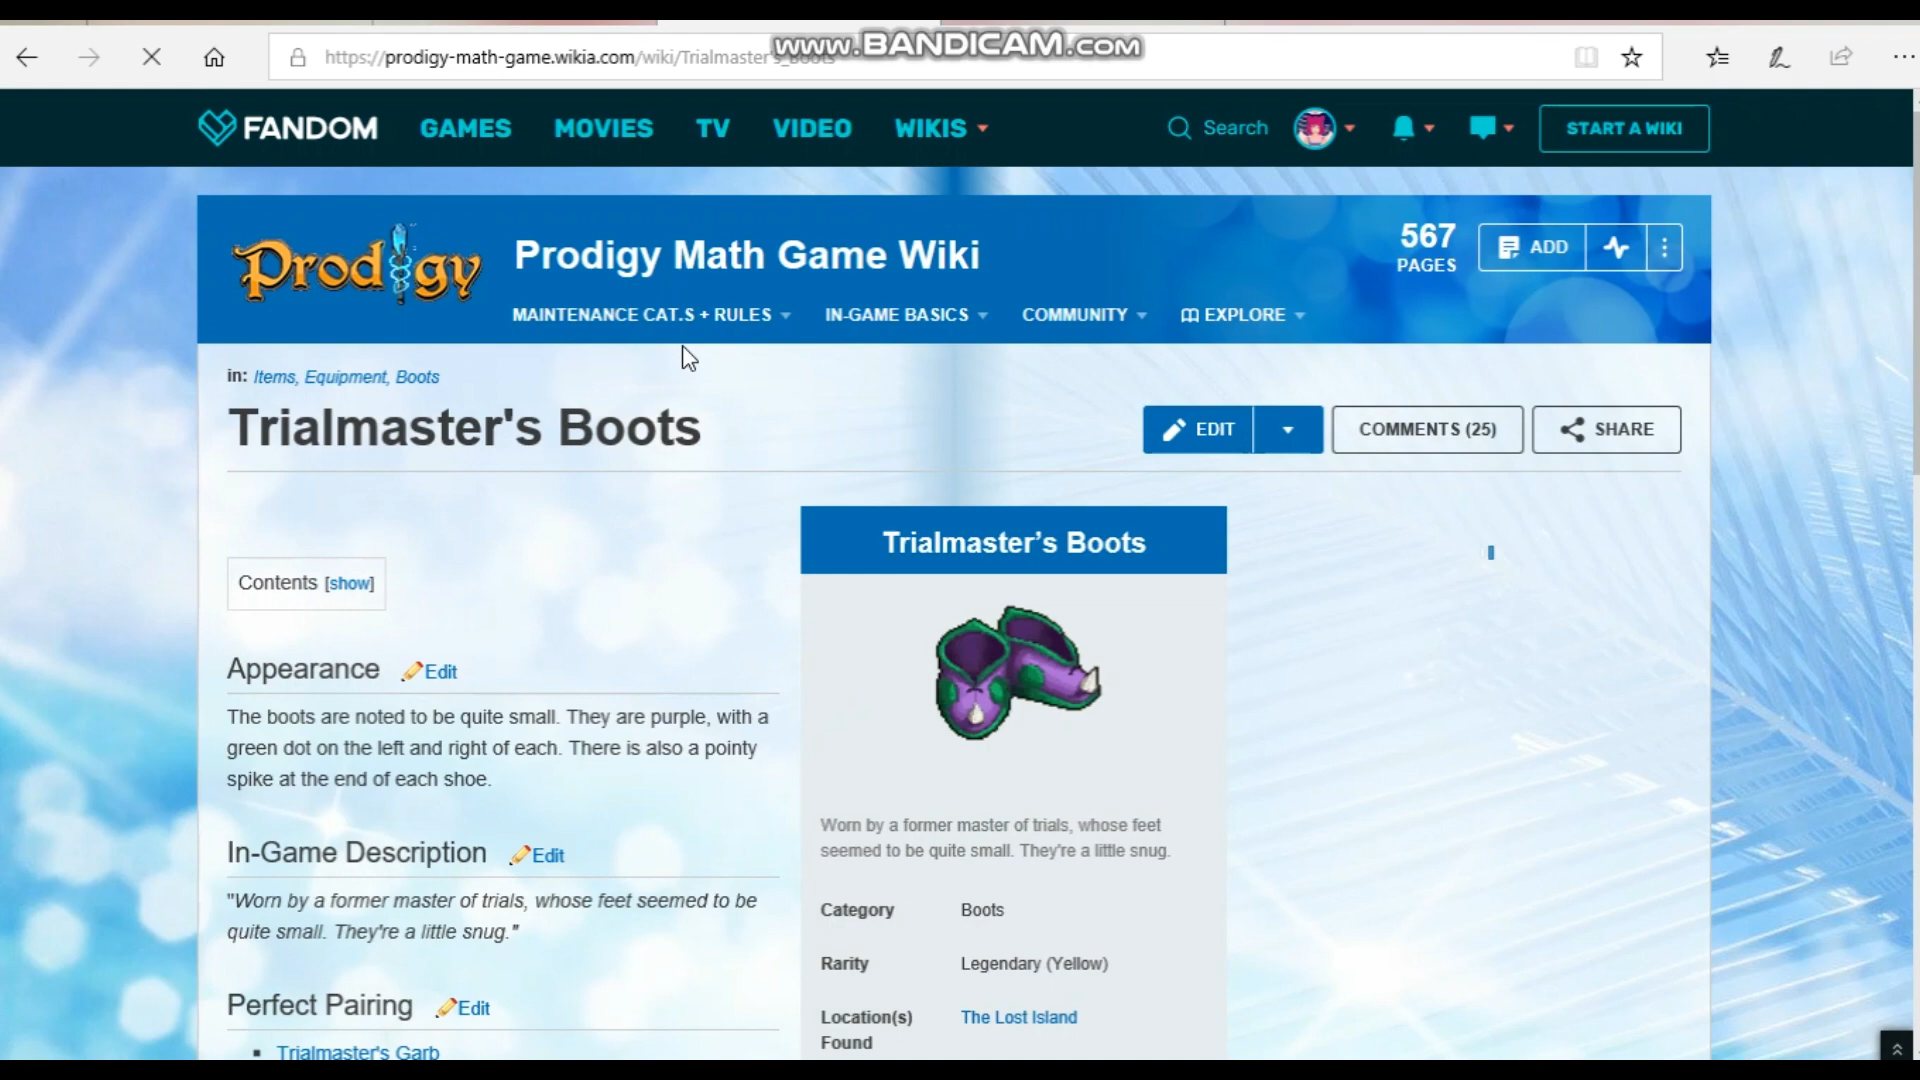 www.BANDICAM.com
https://prodigy-math-game.wikia.com/wiki/Trialmaster's_Boots
FANDOM GAMES MOVIES TV VIDEO WIKIS Search START A WIKI
Prodigy Prodigy Math Game Wiki 567 PAGES ADD
MAINTENANCE CAT.S + RULES IN-GAME BASICS COMMUNITY EXPLORE
in: Items, Equipment, Boots
Trialmaster's Boots EDIT COMMENTS (25) SHARE
Contents [show]
Appearance Edit
The boots are noted to be quite small. They are purple, with a
green dot on the left and right of each. There is also a pointy
spike at the end of each shoe.
In-Game Description Edit
"Worn by a former master of trials, whose feet seemed to be
quite small. They're a little snug."
Perfect Pairing Edit
Trialmaster's Garb
Trialmaster's Boots
Worn by a former master of trials, whose feet
seemed to be quite small. They're a little snug.
Category Boots
Rarity Legendary (Yellow)
Location(s) The Lost Island
Found